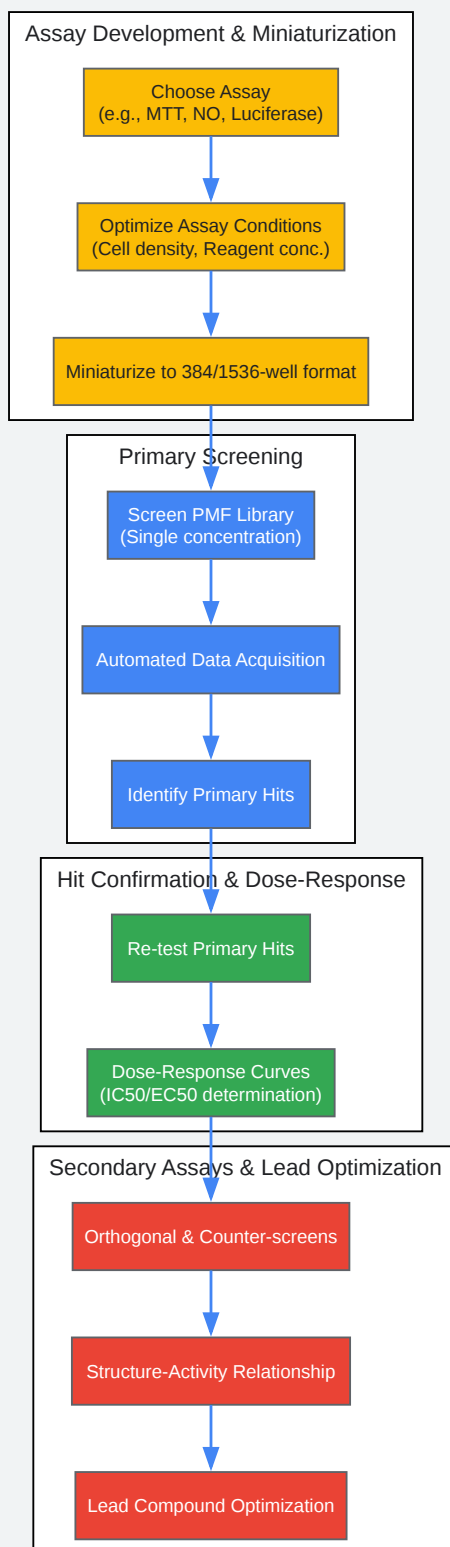 Assay Development & Miniaturization
Choose Assay
(e.g., MTT, NO, Luciferase)
Optimize Assay Conditions
(Cell density, Reagent conc.)
Miniaturize to 384/1536-well format
Primary Screening
Screen PMF Library
(Single concentration)
Automated Data Acquisition
Identify Primary Hits
Hit Confirmation & Dose-Response
Re-test Primary Hits
Dose-Response Curves
(IC50/EC50 determination)
Secondary Assays & Lead Optimization
Orthogonal & Counter-screens
Structure-Activity Relationship
Lead Compound Optimization